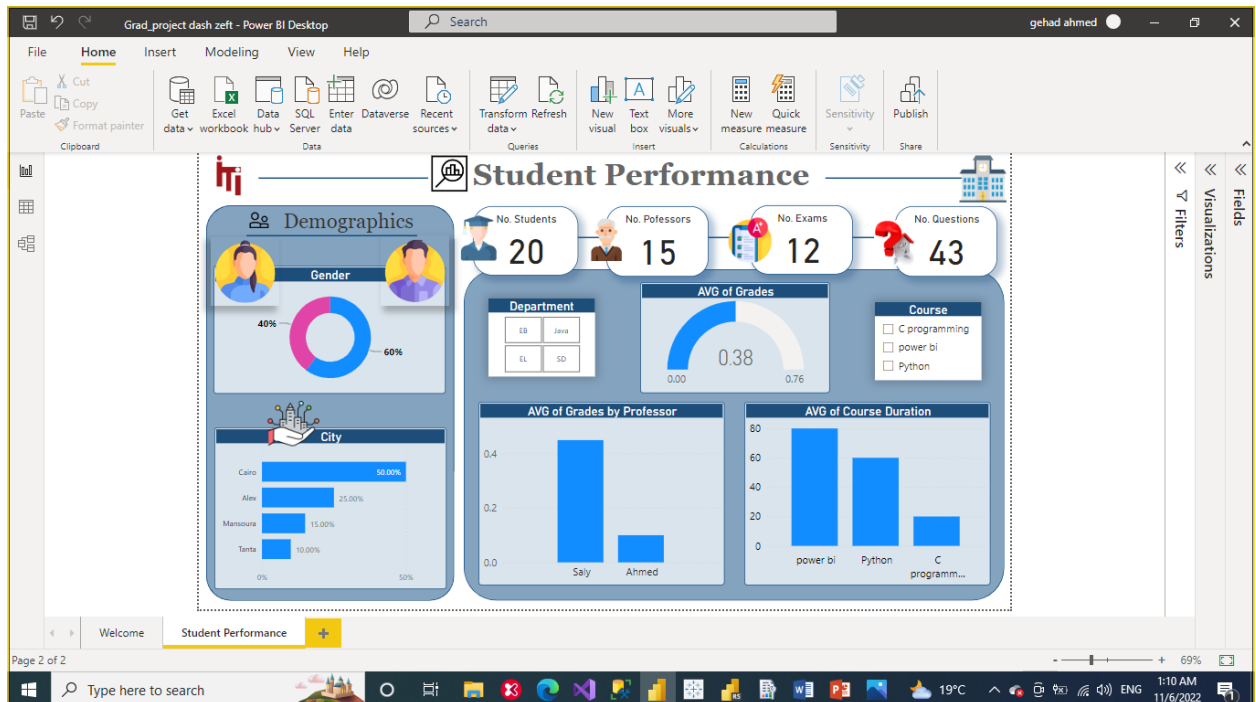 Grad_project dash zeft - Power BI Desktop
Search
gehad ahmed
File Home Insert Modeling View Help
Paste
Cut
Copy
Format painter
Clipboard
Get data
Excel workbook
Data hub
SQL Server
Enter data
Dataverse
Recent sources
Data
Transform data
Refresh
Queries
New visual
Text box
More visuals
Insert
New measure
Quick measure
Calculations
Sensitivity
Sensitivity
Publish
Share
iTi
Student Performance
Demographics
Gender
40%
60%
City
Cairo 50.00%
Alex 25.00%
Mansoura 15.00%
Tanta 10.00%
0% 50%
No. Students
20
No. Pofessors
15
No. Exams
12
No. Questions
43
Department
EB Java
EL SD
AVG of Grades
0.38
0.00 0.76
Course
C programming
power bi
Python
AVG of Grades by Professor
0.4
0.2
0.0
Saly Ahmed
AVG of Course Duration
80
60
40
20
0
power bi Python C programm...
Filters
Visualizations
Fields
Welcome Student Performance
Page 2 of 2
69%
Type here to search
19°C
ENG
1:10 AM
11/6/2022